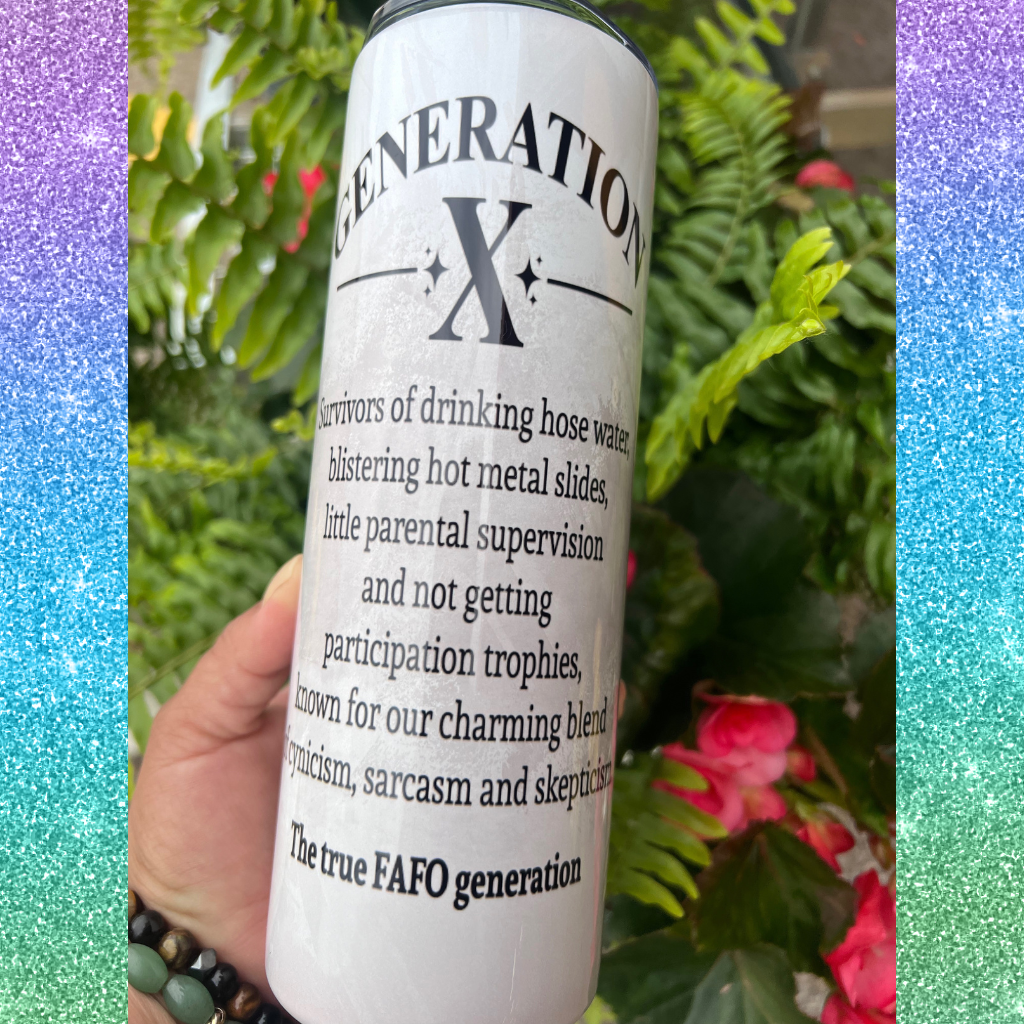 GENERATION
X
Survivors of drinking hose water,
blistering hot metal slides,
little parental supervision
and not getting
participation trophies,
known for our charming blend
cynicism, sarcasm and skepticism
The true FAFO generation